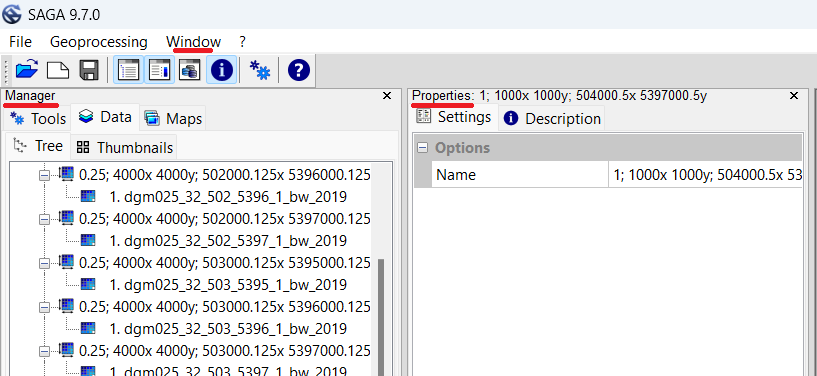 SAGA 9.7.0
File Geoprocessing Window ?
Manager
Tools Data Maps
Tree Thumbnails
0.25; 4000x 4000y; 502000.125x 5396000.125
1. dgm025_32_502_5396_1_bw_2019
0.25; 4000x 4000y; 502000.125x 5397000.125
1. dgm025_32_502_5397_1_bw_2019
0.25; 4000x 4000y; 503000.125x 5395000.125
1. dgm025_32_503_5395_1_bw_2019
0.25; 4000x 4000y; 503000.125x 5396000.125
1. dgm025_32_503_5396_1_bw_2019
0.25; 4000x 4000y; 503000.125x 5397000.125
1. dgm025_32_503_5397_1_bw_2019
Properties: 1; 1000x 1000y; 504000.5x 5397000.5y
Settings Description
Options
Name 1; 1000x 1000y; 504000.5x 53